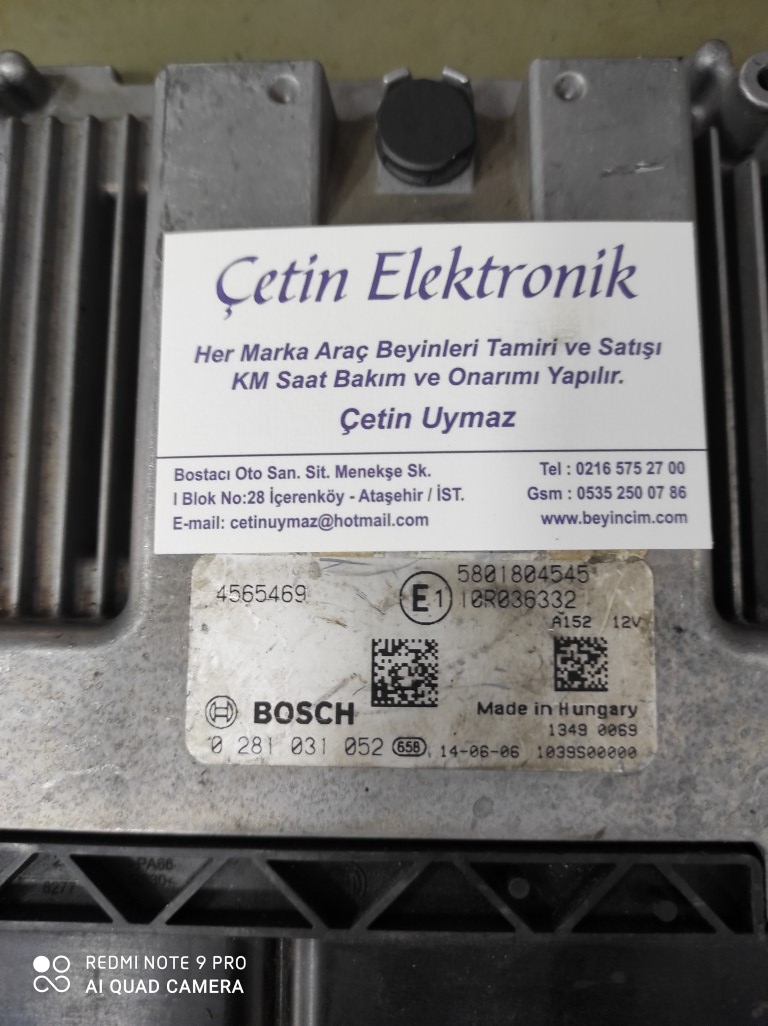 Çetin Elektronik
Her Marka Araç Beyinleri Tamiri ve Satışı
KM Saat Bakım ve Onarımı Yapılır.
Çetin Uymaz
Bostacı Oto San. Sit. Menekşe Sk.
I Blok No:28 İçerenköy - Ataşehir / İST.
E-mail: cetinuymaz@hotmail.com
Tel : 0216 575 27 00
Gsm : 0535 250 07 86
www.beyincim.com
4565469
E1
5801804545
10R036332
A152 12V
BOSCH
Made in Hungary
1349 0069
0 281 031 052 658 14-06-06 1039S00000
PA66
8277
REDMI NOTE 9 PRO
AI QUAD CAMERA